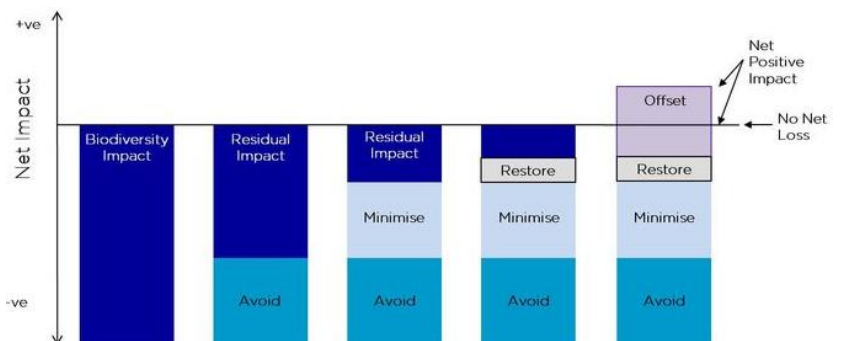 +ve
Net Impact
-ve
Biodiversity
Impact
Residual
Impact
Avoid
Residual
Impact
Minimise
Avoid
Restore
Minimise
Avoid
Offset
Restore
Minimise
Avoid
Net
Positive
Impact
No Net
Loss